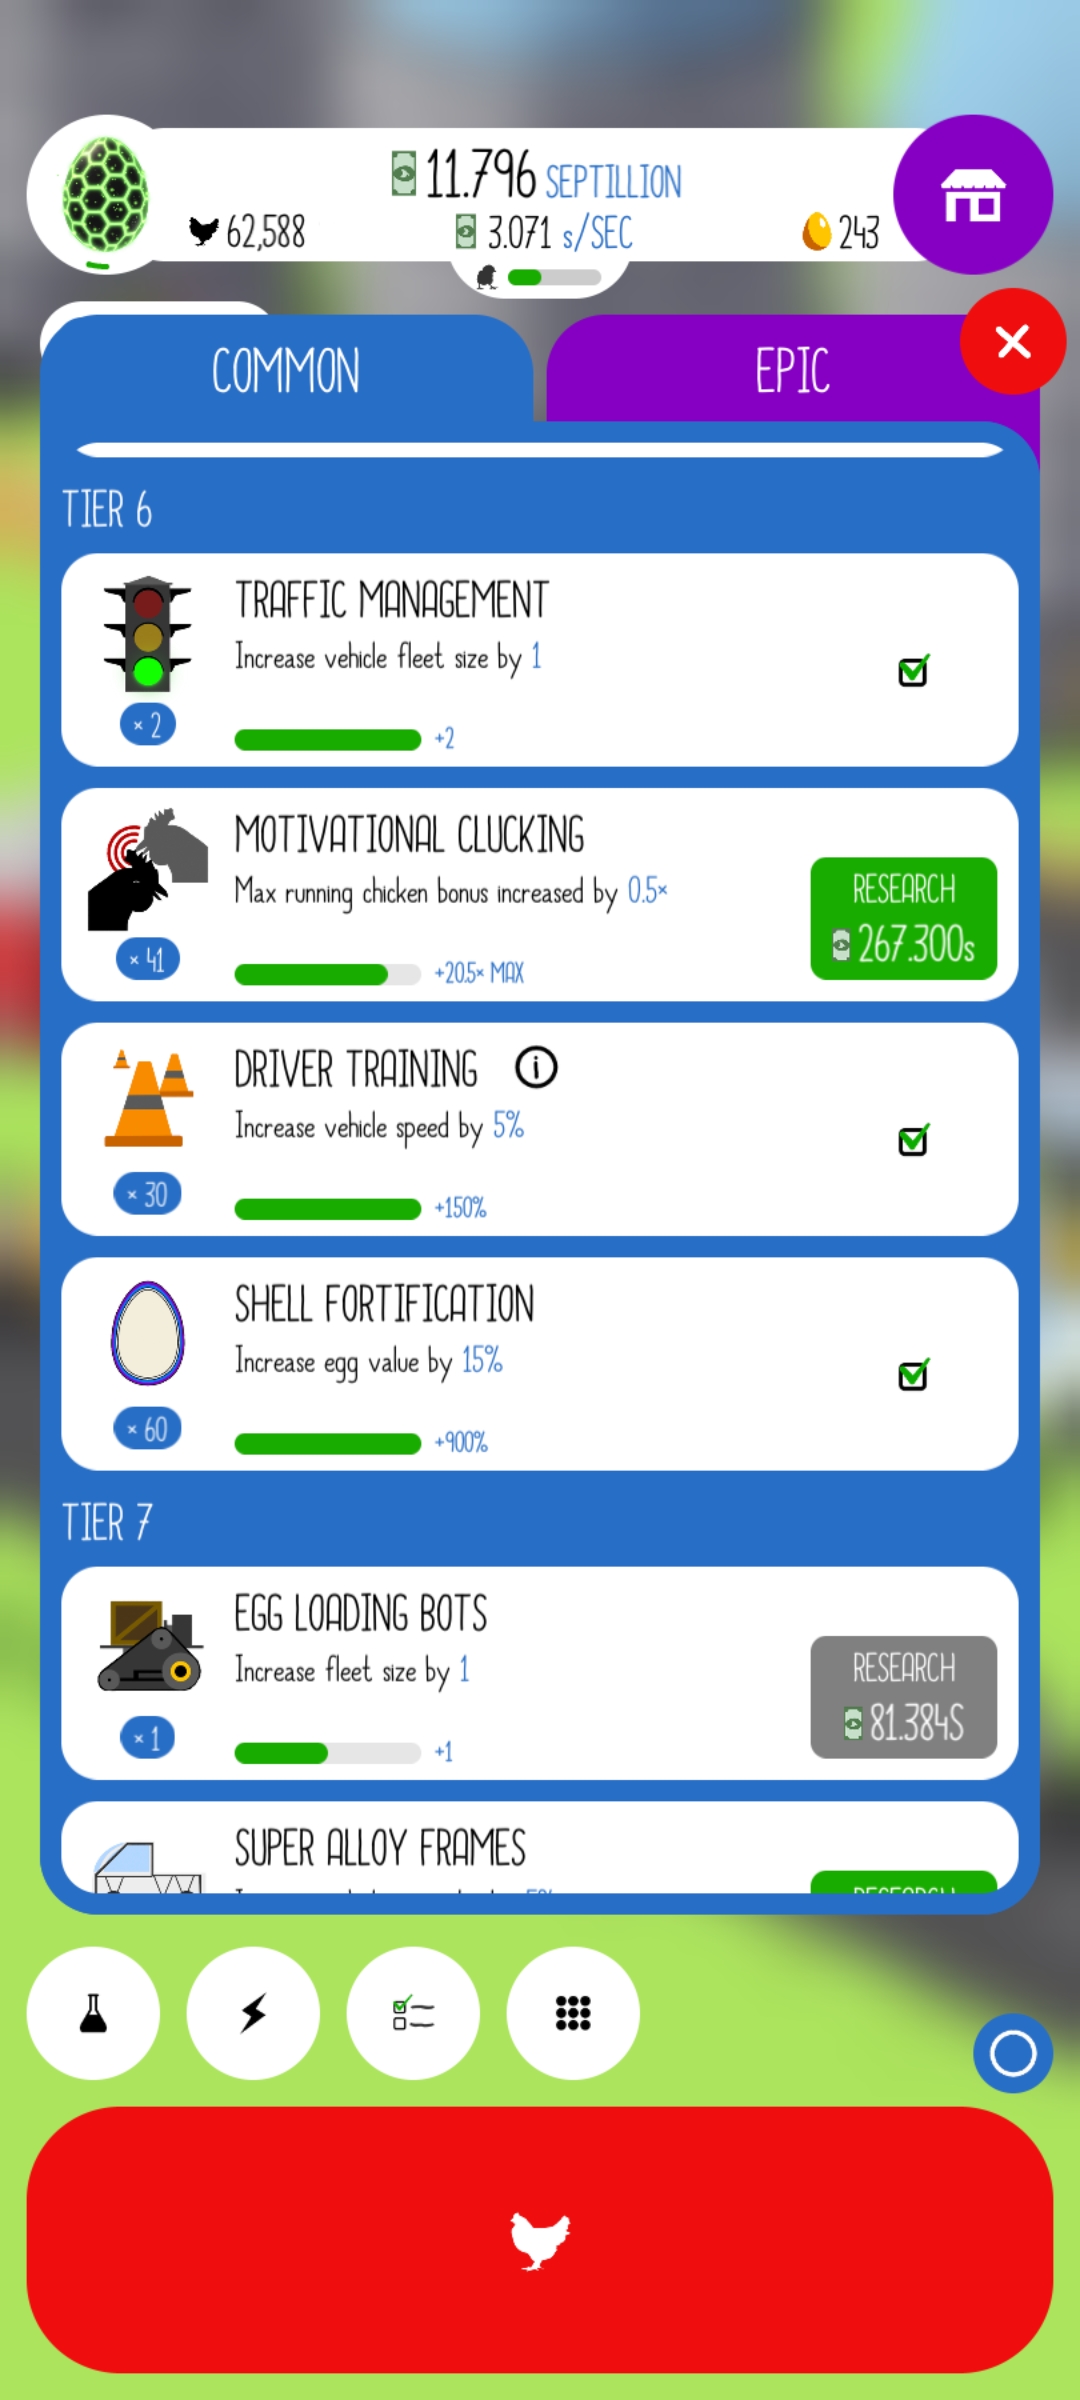 11.796 SEPTILLION
62,588 3.071 s/SEC 243
COMMON EPIC
TIER 6
TRAFFIC MANAGEMENT
Increase vehicle fleet size by 1
× 2 +2
MOTIVATIONAL CLUCKING
Max running chicken bonus increased by 0.5×
RESEARCH
267.300s
× 41 +20.5× MAX
DRIVER TRAINING i
Increase vehicle speed by 5%
× 30 +150%
SHELL FORTIFICATION
Increase egg value by 15%
× 60 +900%
TIER 7
EGG LOADING BOTS
Increase fleet size by 1
RESEARCH
81.384S
× 1 +1
SUPER ALLOY FRAMES
RESEARCH